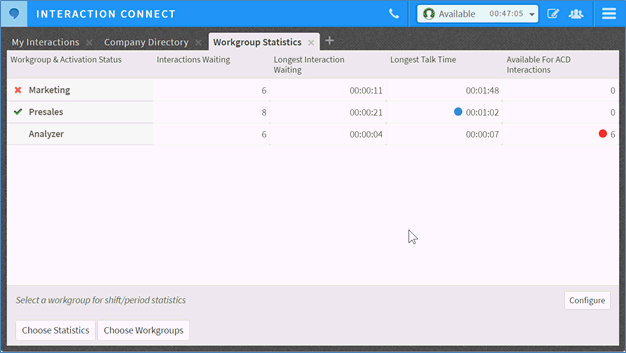 INTERACTION CONNECT
Available 00:47:05
My Interactions Company Directory Workgroup Statistics
Workgroup & Activation Status Interactions Waiting Longest Interaction Waiting Longest Talk Time Available For ACD Interactions
Marketing 6 00:00:11 00:01:48 0
Presales 8 00:00:21 00:01:02 0
Analyzer 6 00:00:04 00:00:07 6
Select a workgroup for shift/period statistics
Configure
Choose Statistics Choose Workgroups